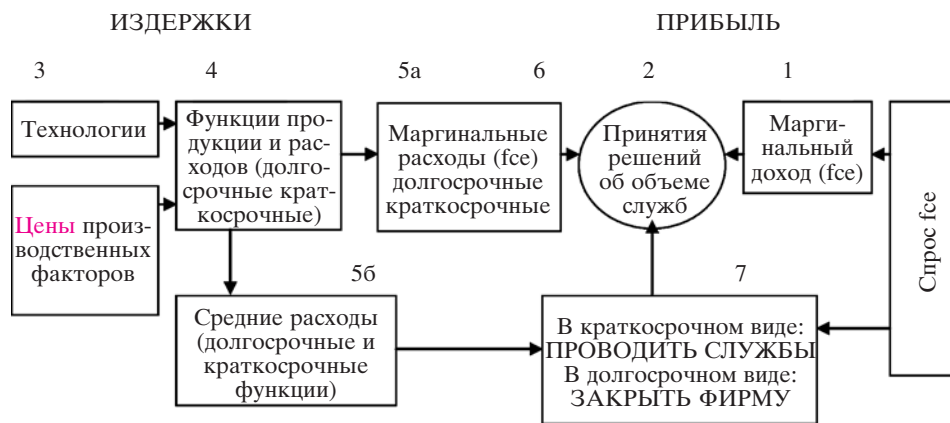 ИЗДЕРЖКИ
ПРИБЫЛЬ
3
4
5а
6
2
1
Технологии
Функции про-
дукции и рас-
ходов (долго-
срочные крат-
косрочные)
Маргинальные
расходы (fce)
долгосрочные
краткосрочные
Принятия
решений
об объеме
служб
Марги-
нальный
доход (fce)
Спрос fce
Цены произ-
водственных
факторов
5б
7
Средние расходы
(долгосрочные и
краткосрочные
функции)
В краткосрочном виде:
ПРОВОДИТЬ СЛУЖБЫ
В долгосрочном виде:
ЗАКРЫТЬ ФИРМУ